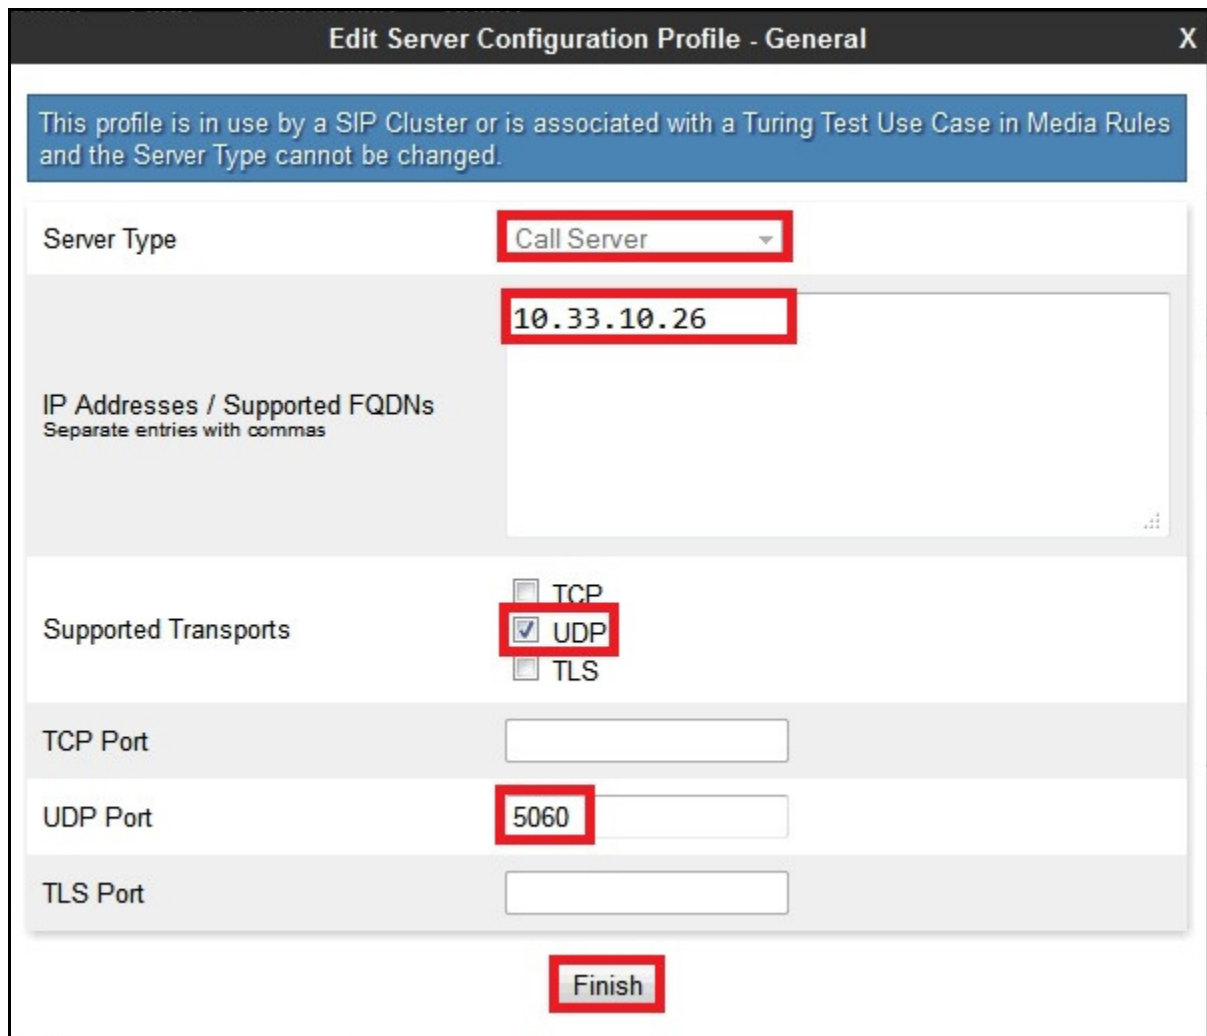 Edit Server Configuration Profile - General X
This profile is in use by a SIP Cluster or is associated with a Turing Test Use Case in Media Rules
and the Server Type cannot be changed.
Server Type Call Server
10.33.10.26
IP Addresses / Supported FQDNs
Separate entries with commas
TCP
Supported Transports UDP
TLS
TCP Port
UDP Port 5060
TLS Port
Finish